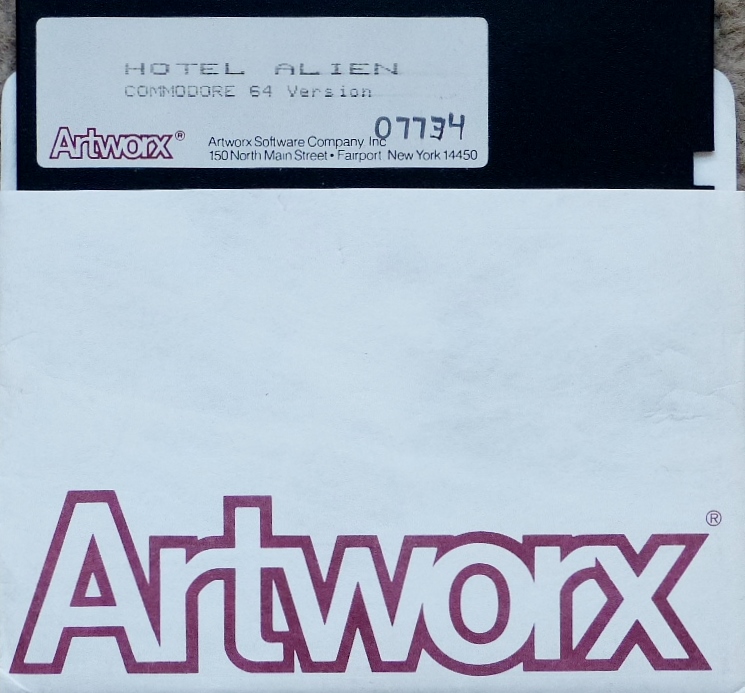 HOTEL ALIEN
COMMODORE 64 Version
07734
Artworx®
Artworx Software Company Inc
150 North Main Street • Fairport New York 14450
Artworx®